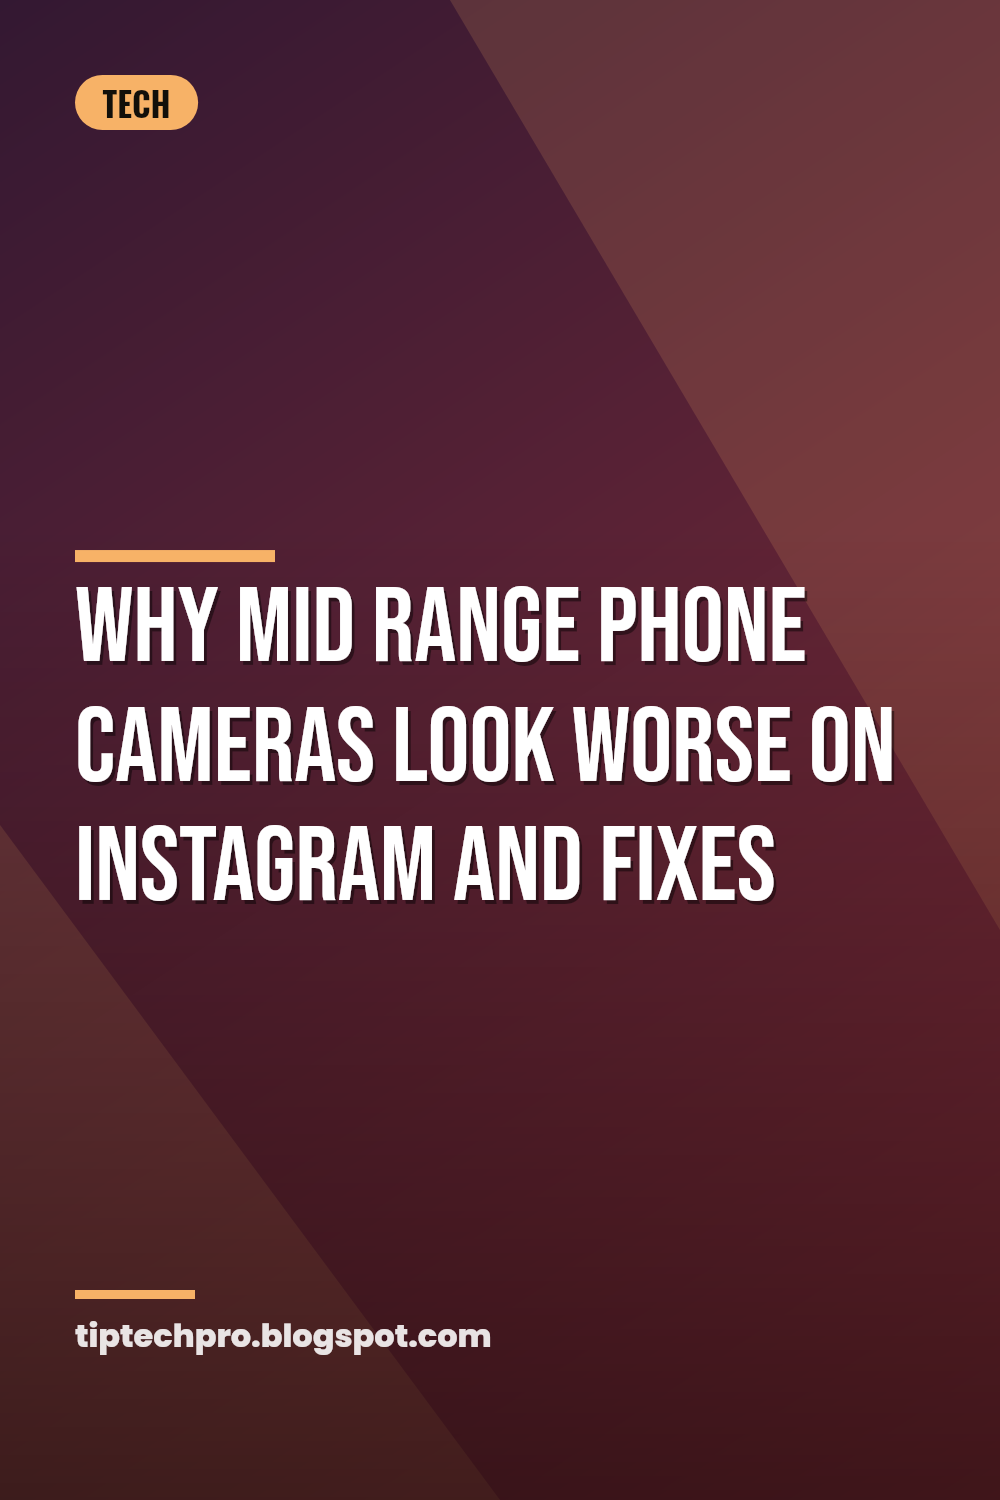 TECH
WHY MID RANGE PHONE
CAMERAS LOOK WORSE ON
INSTAGRAM AND FIXES
tiptechpro.blogspot.com